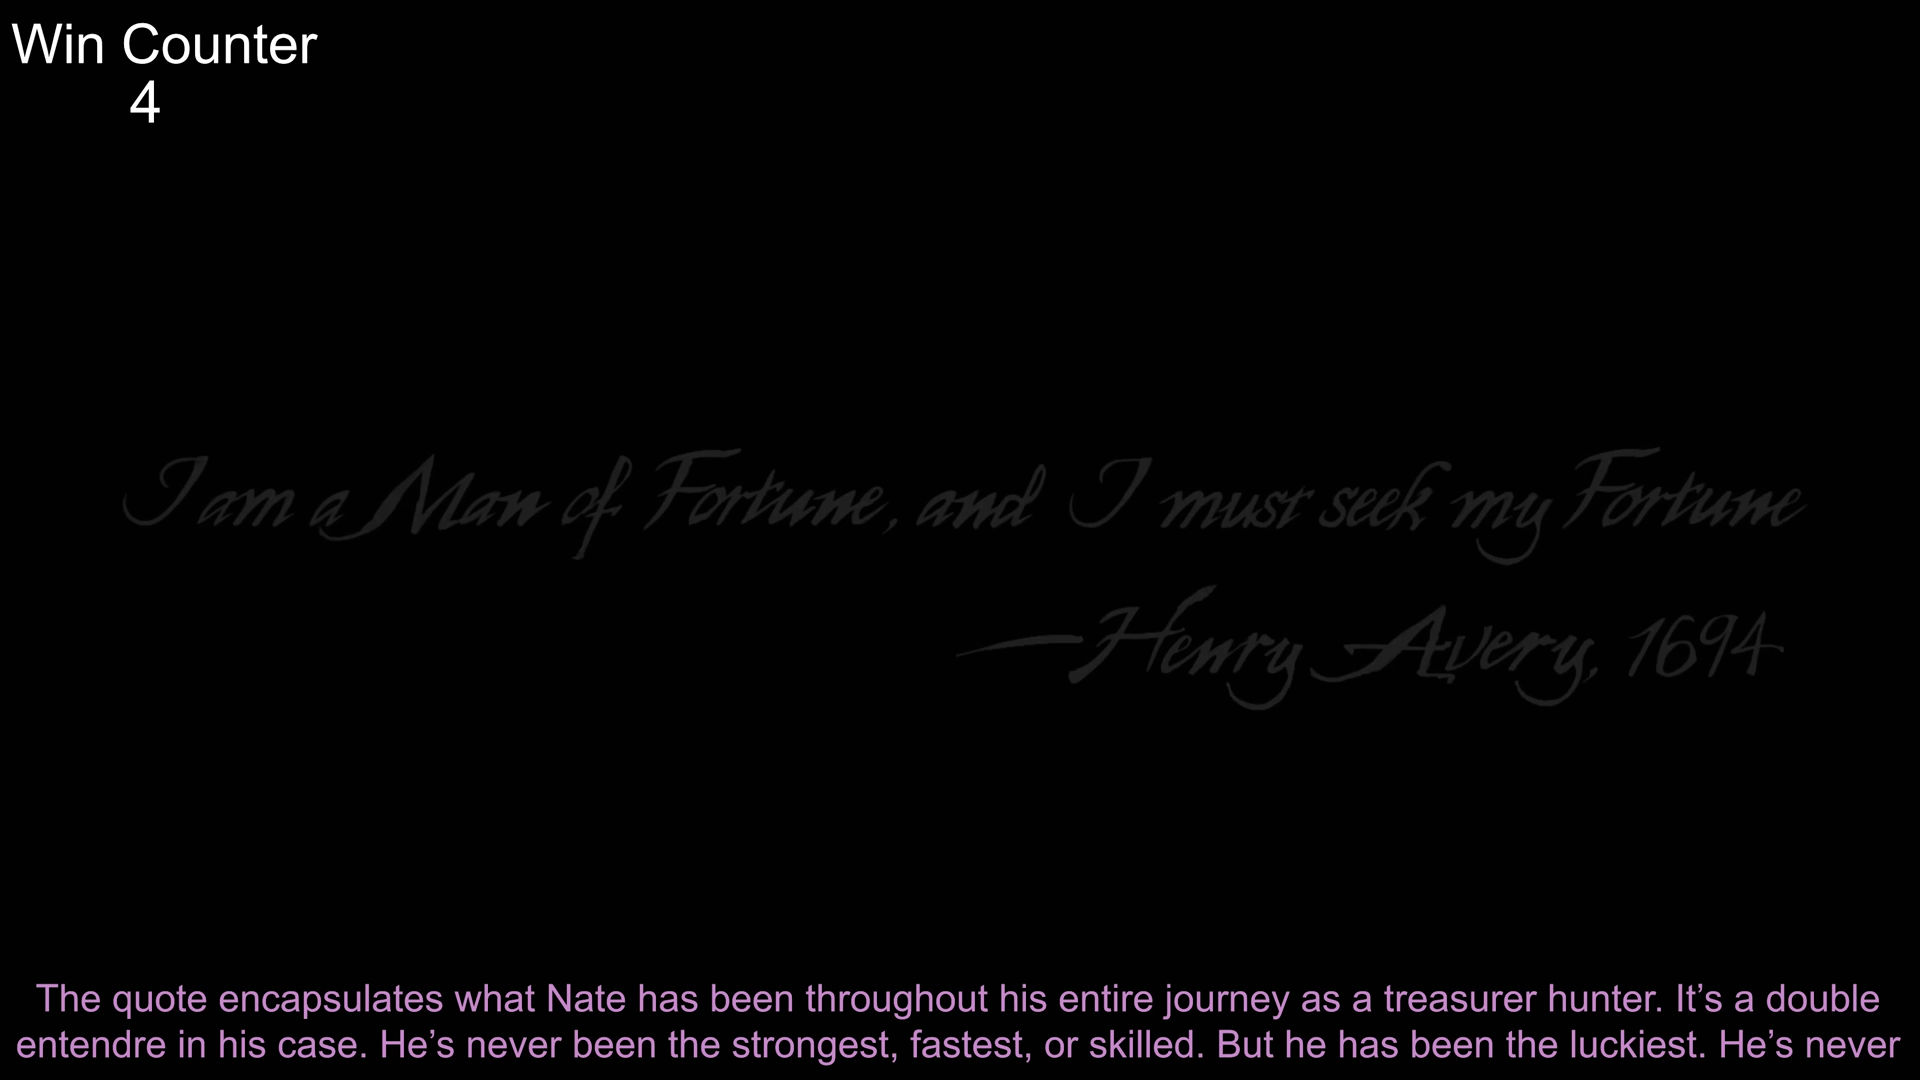 Win Counter
4
I am a Man of Fortune, and I must seek my Fortune
—Henry Avery, 1694
The quote encapsulates what Nate has been throughout his entire journey as a treasurer hunter. It’s a double
entendre in his case. He’s never been the strongest, fastest, or skilled. But he has been the luckiest. He’s never